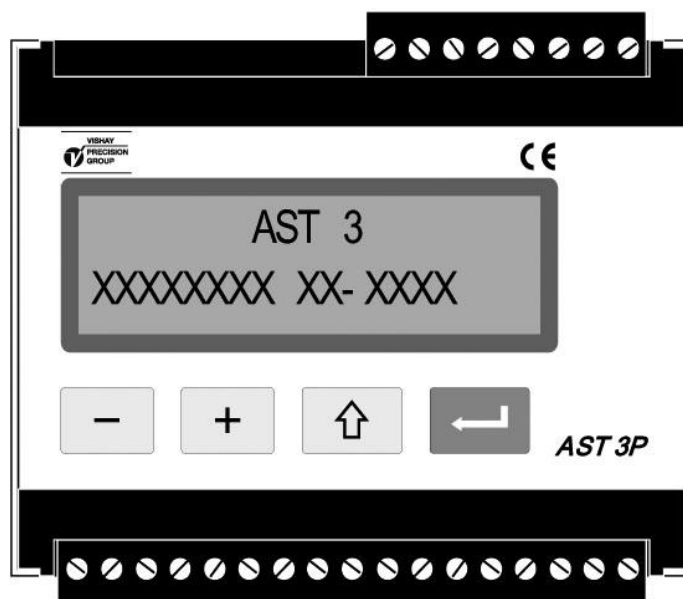 VISHAY
PRECISION
GROUP
CE
AST 3
XXXXXXXX XX- XXXX
- +
AST 3P